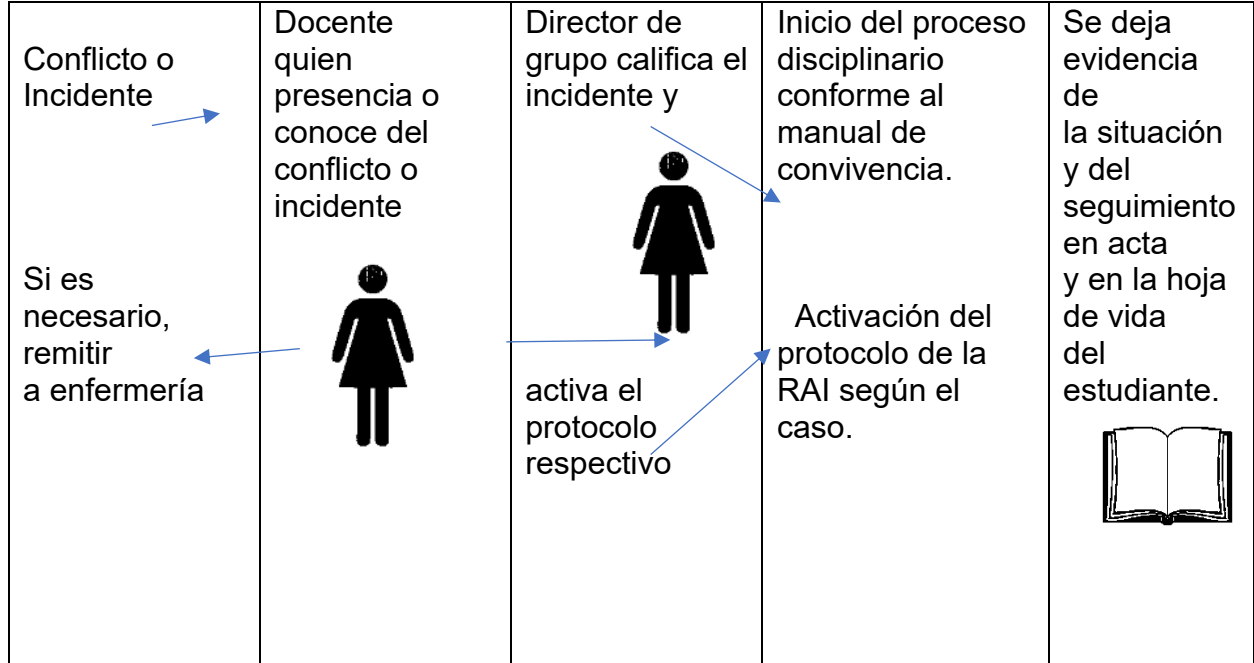 Conflicto o
Incidente
Si es
necesario,
remitir
a enfermería
Docente
quien
presencia o
conoce del
conflicto o
incidente
Director de
grupo califica el
incidente y
activa el
protocolo
respectivo
Inicio del proceso
disciplinario
conforme al
manual de
convivencia.
Activación del
protocolo de la
RAI según el
caso.
Se deja
evidencia
de
la situación
y del
seguimiento
en acta
y en la hoja
de vida
del
estudiante.